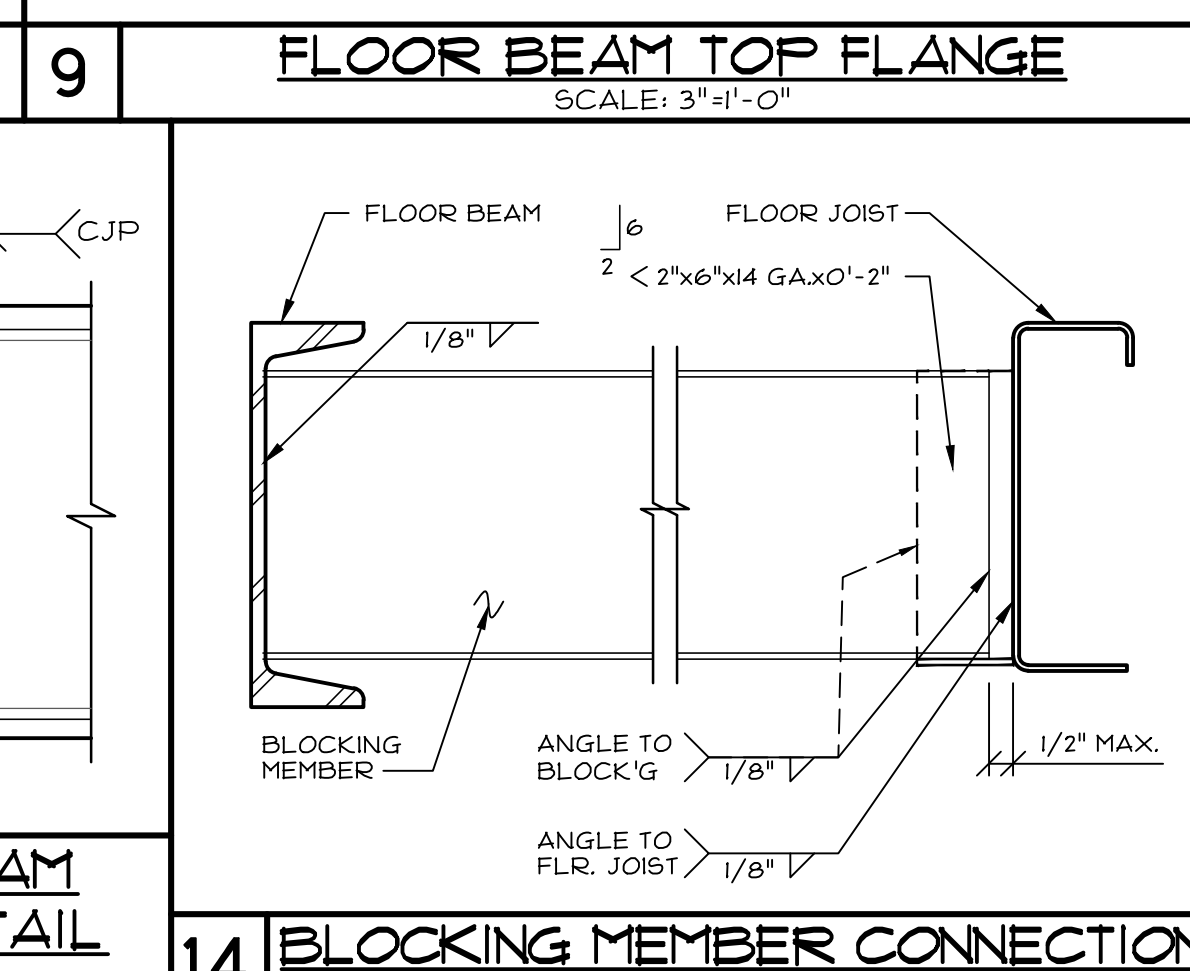 9
FLOOR BEAM TOP FLANGE
SCALE: 3"=1'-0"
CJP
FLOOR BEAM
6
2
FLOOR JOIST
< 2"x6"x14 GA.x0'-2"
1/8"
BLOCKING
MEMBER
ANGLE TO
BLOCK'G
1/8"
1/2" MAX.
ANGLE TO
FLR. JOIST
1/8"
AM
TAIL
14
BLOCKING MEMBER CONNECTION